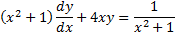 (x² + 1) dy/dx + 4xy = 1/(x² + 1)